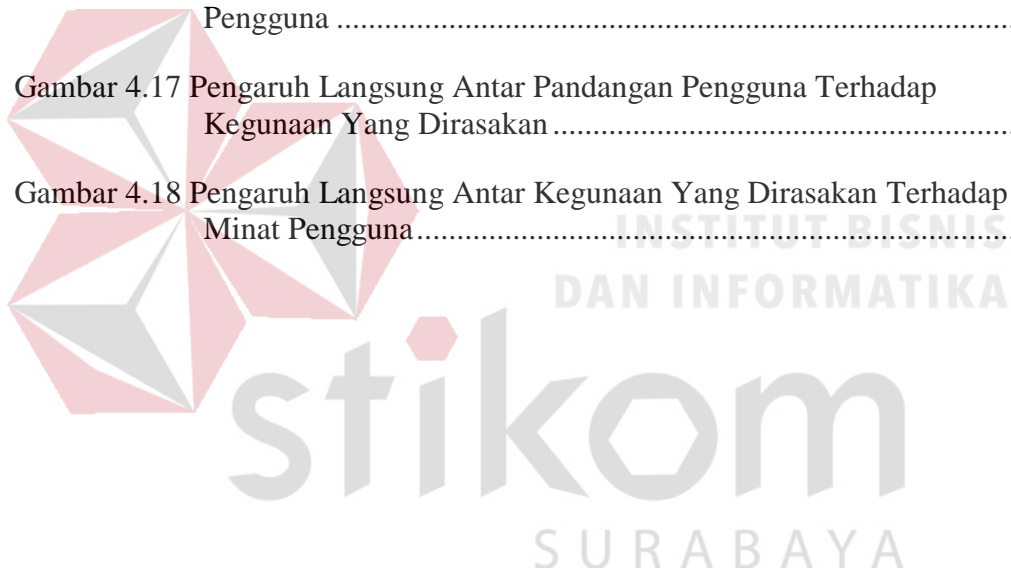 Pengguna ....................................................................................
Gambar 4.17 Pengaruh Langsung Antar Pandangan Pengguna Terhadap
Kegunaan Yang Dirasakan ..........................................................
Gambar 4.18 Pengaruh Langsung Antar Kegunaan Yang Dirasakan Terhadap
Minat Pengguna...........................................................................
INSTITUT BISNIS
DAN INFORMATIKA
stikom
SURABAYA